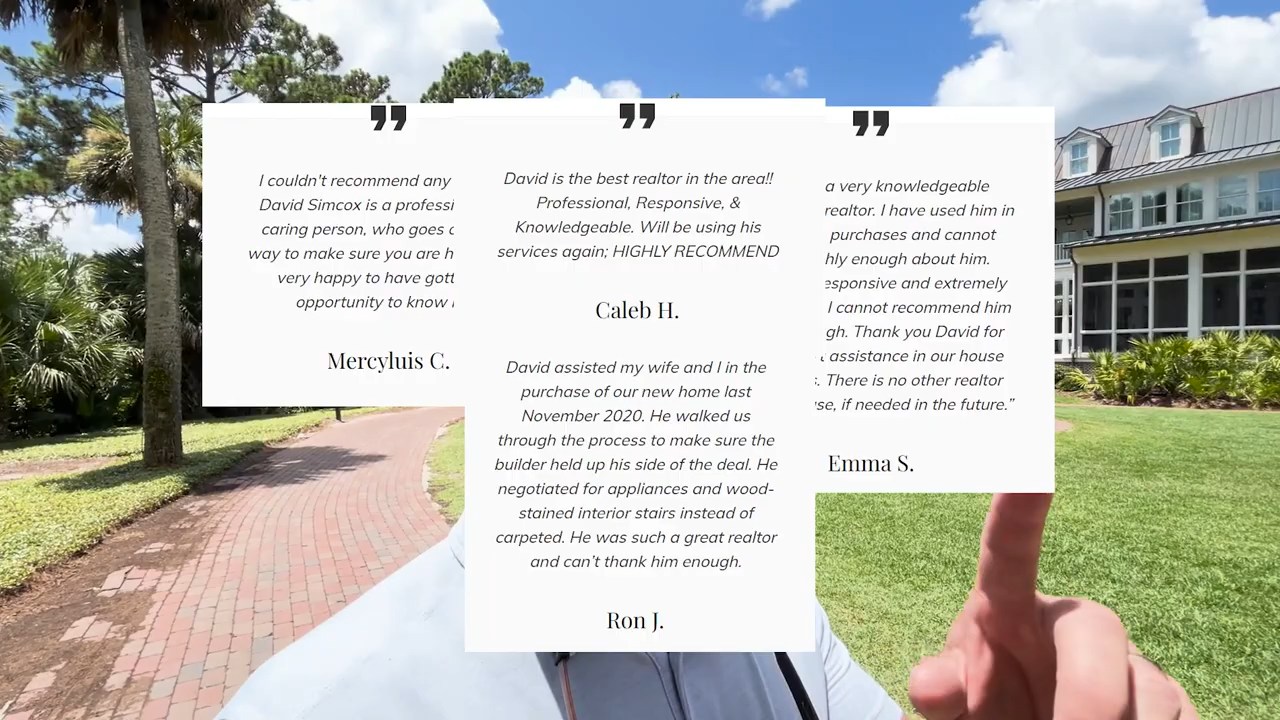 I couldn't recommend any
David Simcox is a
caring person, who goes
way to make sure you are
very happy to have
opportunity to know
Mercyluis C.
David is the best realtor in the area!!
Professional, Responsive, &
Knowledgeable. Will be using his
services again; HIGHLY RECOMMEND
Caleb H.
David assisted my wife and I in the
purchase of our new home last
November 2020. He walked us
through the process to make sure the
builder held up his side of the deal. He
negotiated for appliances and wood-
stained interior stairs instead of
carpeted. He was such a great realtor
and can't thank him enough.
Ron J.
a very knowledgeable
realtor. I have used him in
purchases and cannot
enough about him.
and extremely
I cannot recommend him
Thank you David for
assistance in our house
There is no other realtor
if needed in the future.”
Emma S.